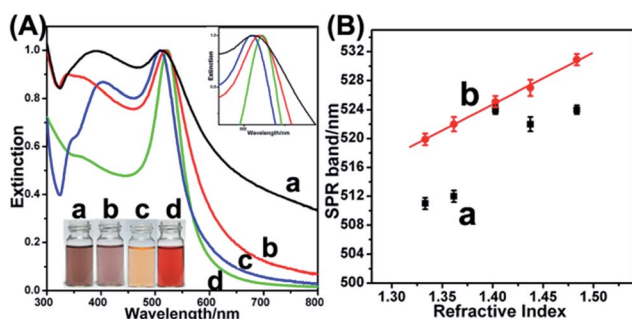 (A)
1.0
0.8
0.6
0.4
0.2
0.0
Extinction
300
400
500
600
700
800
Wavelength/nm
a
b
c
d
a b c d
Extinction
Wavelength/nm
(B)
532
528
524
520
516
512
508
504
500
SPR band/nm
b
a
1.30
1.35
1.40
1.45
1.50
Refractive Index